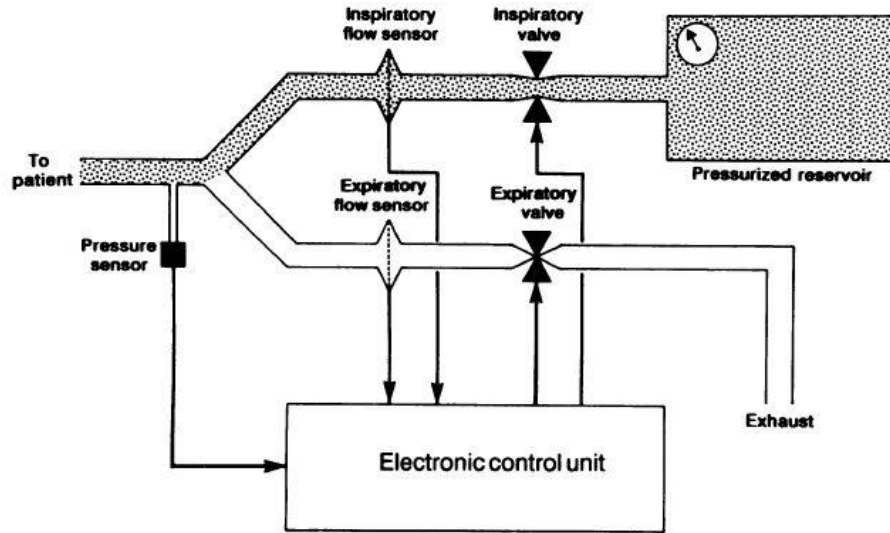 Inspiratory
flow sensor
Inspiratory
valve
To
patient
Pressurized reservoir
Expiratory
flow sensor
Expiratory
valve
Pressure
sensor
Exhaust
Electronic control unit